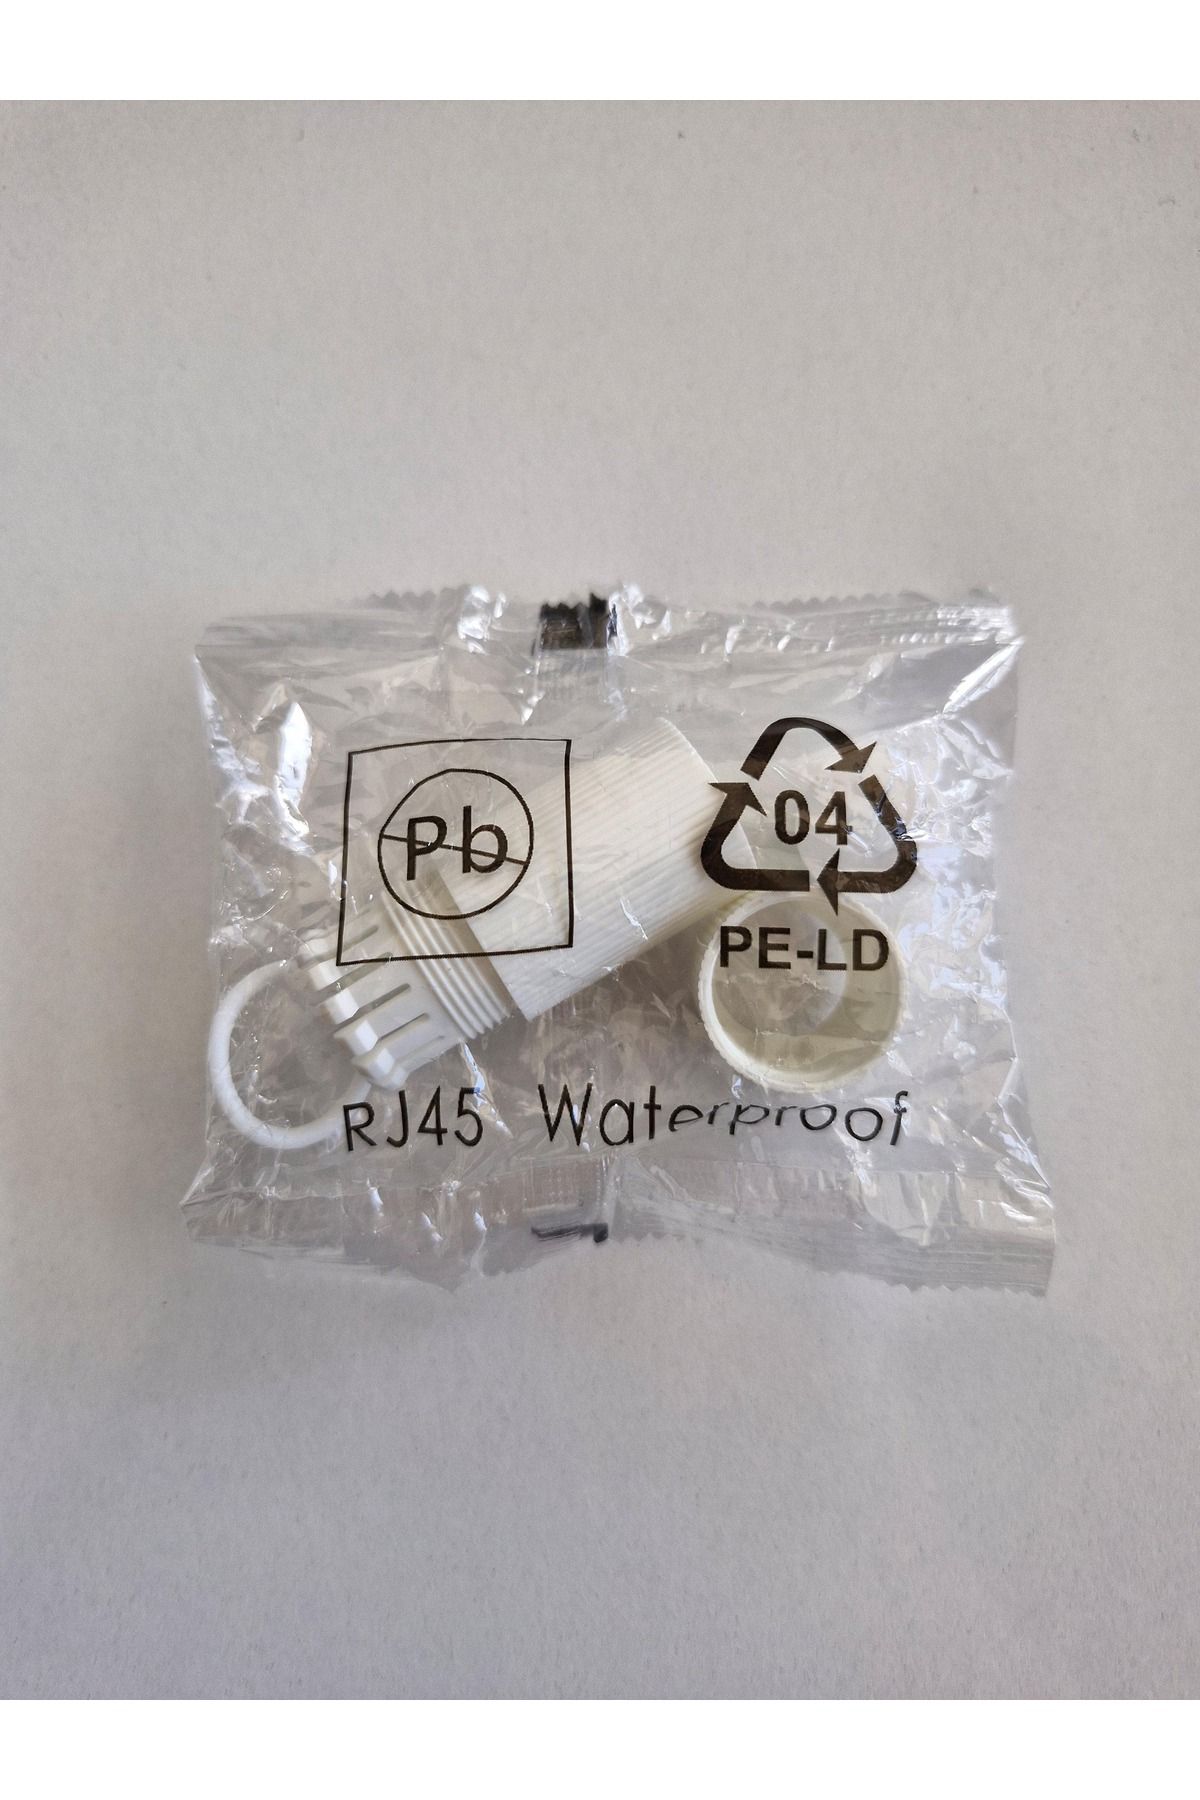 Pb
04
PE-LD
RJ45 Waterproof